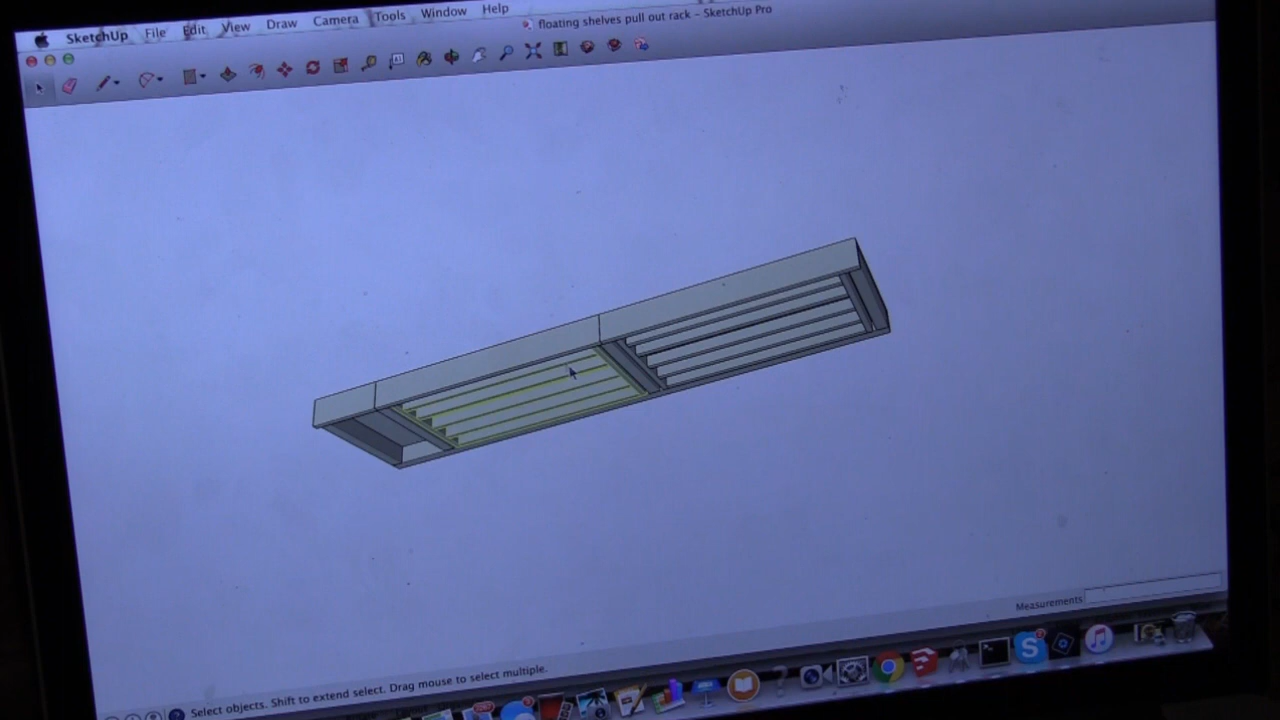 SketchUp File Edit View Draw Camera Tools Window Help
floating shelves pull out rack - SketchUp Pro
A1
Measurements
Select objects. Shift to extend select. Drag mouse to select multiple.
S